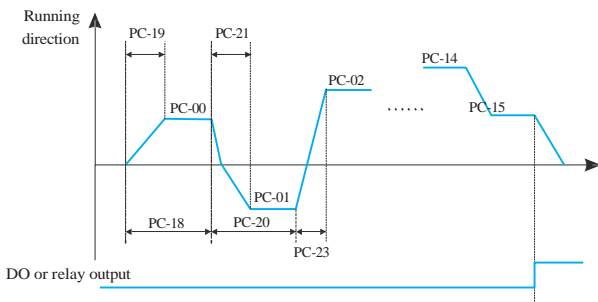 Running
direction
PC-19
PC-21
PC-14
PC-02
PC-00
PC-15
......
PC-01
PC-18
PC-20
PC-23
DO or relay output